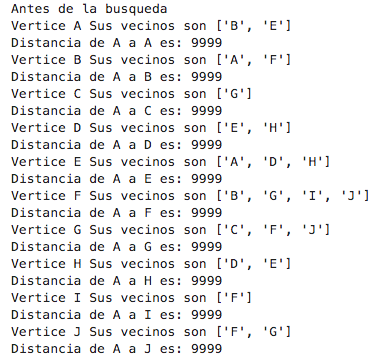 Antes de la busqueda
Vertice A Sus vecinos son ['B', 'E']
Distancia de A a A es: 9999
Vertice B Sus vecinos son ['A', 'F']
Distancia de A a B es: 9999
Vertice C Sus vecinos son ['G']
Distancia de A a C es: 9999
Vertice D Sus vecinos son ['E', 'H']
Distancia de A a D es: 9999
Vertice E Sus vecinos son ['A', 'D', 'H']
Distancia de A a E es: 9999
Vertice F Sus vecinos son ['B', 'G', 'I', 'J']
Distancia de A a F es: 9999
Vertice G Sus vecinos son ['C', 'F', 'J']
Distancia de A a G es: 9999
Vertice H Sus vecinos son ['D', 'E']
Distancia de A a H es: 9999
Vertice I Sus vecinos son ['F']
Distancia de A a I es: 9999
Vertice J Sus vecinos son ['F', 'G']
Distancia de A a J es: 9999